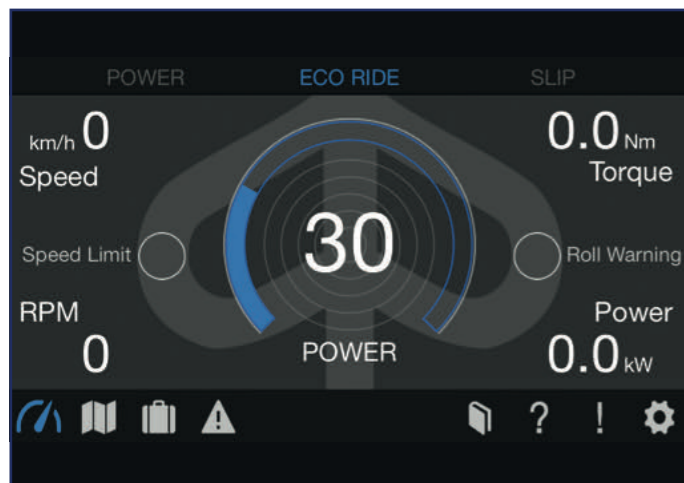 POWER ECO RIDE SLIP
km/h 0 0.0 Nm
Speed Torque
30
Speed Limit Roll Warning
RPM Power
0 POWER 0.0 kW
? !